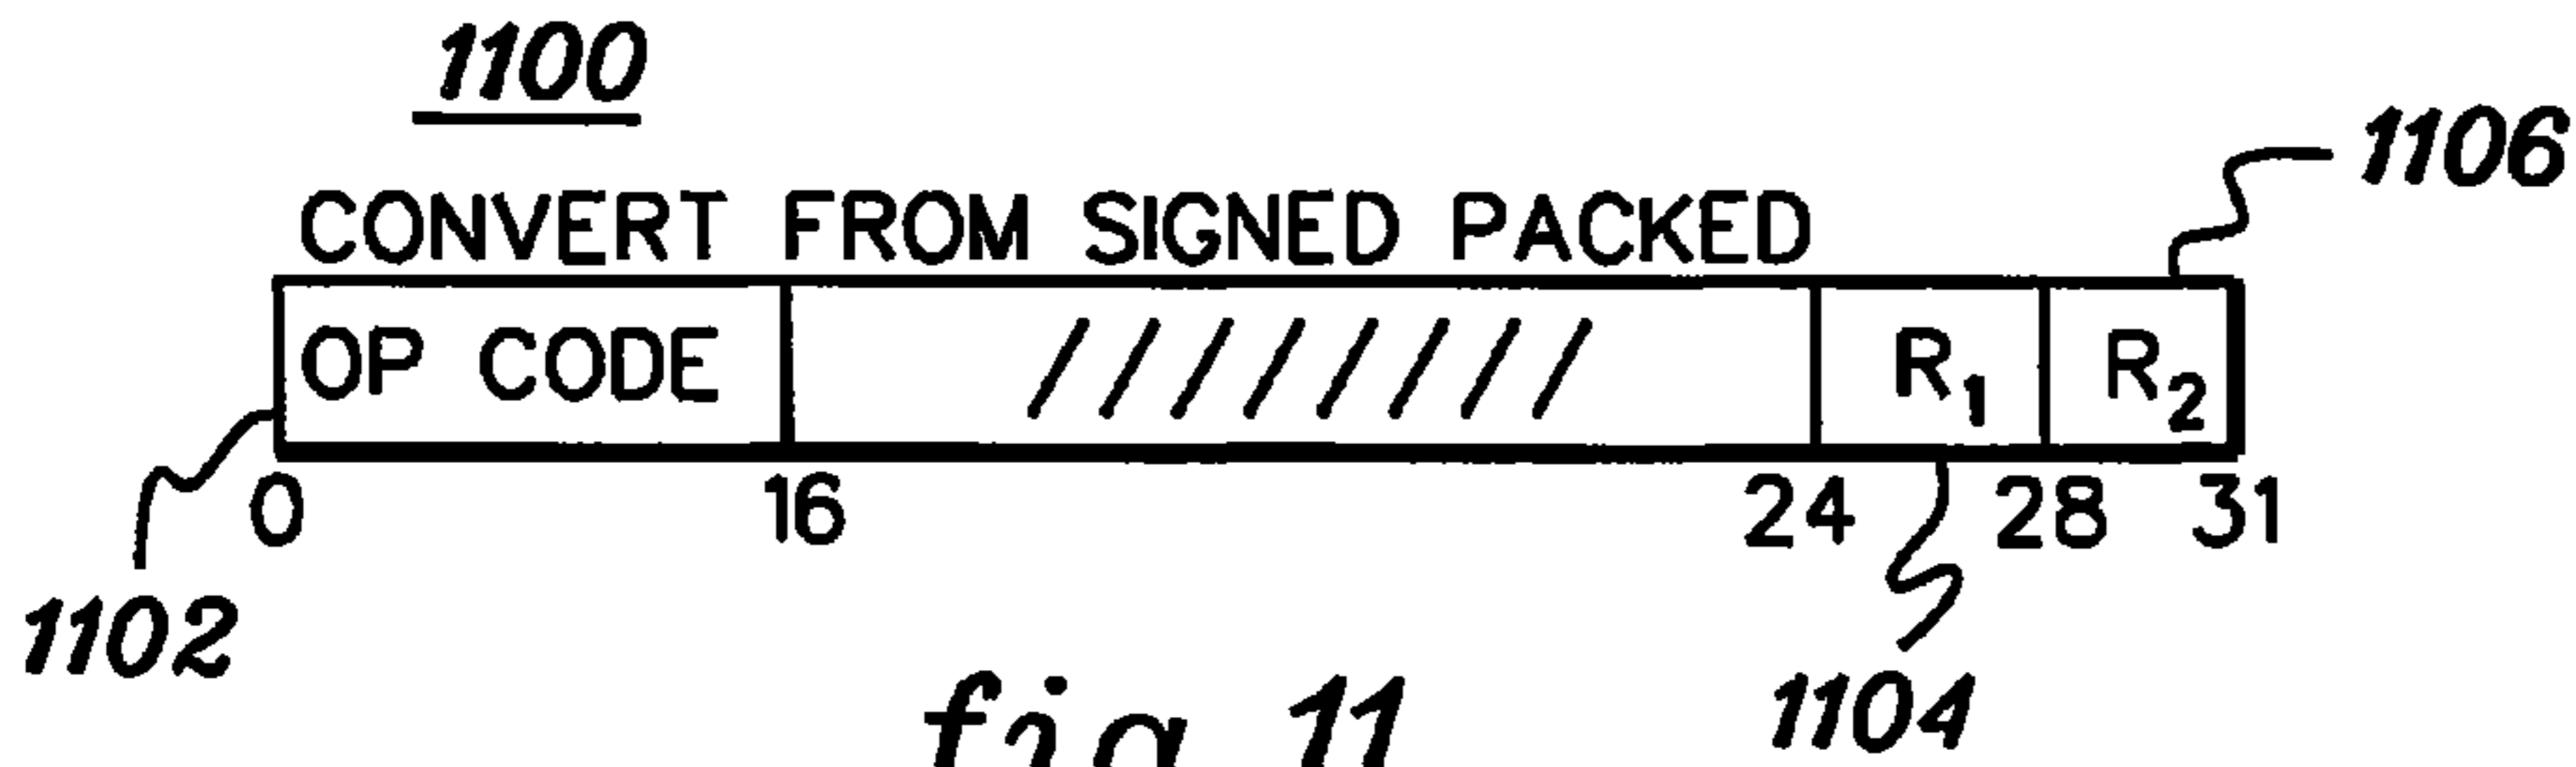 1100
1106
CONVERT FROM SIGNED PACKED
OP CODE / / / / / / / / R1 R2
0 16 24 28 31
1102
1104
fig. 11